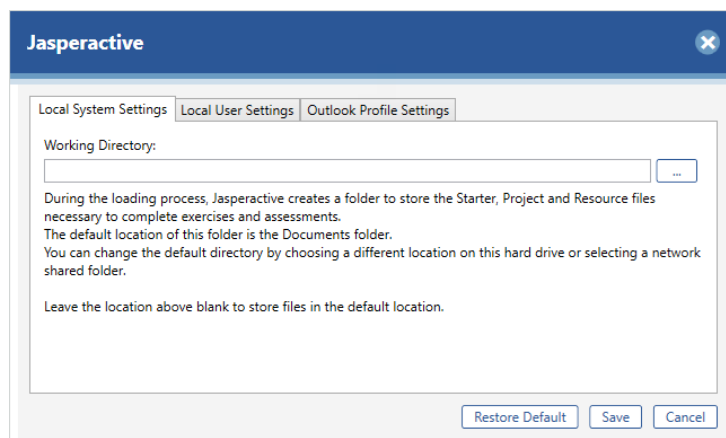 Jasperactive
Local System Settings
Local User Settings
Outlook Profile Settings
Working Directory:
...
During the loading process, Jasperactive creates a folder to store the Starter, Project and Resource files
necessary to complete exercises and assessments.
The default location of this folder is the Documents folder.
You can change the default directory by choosing a different location on this hard drive or selecting a network
shared folder.
Leave the location above blank to store files in the default location.
Restore Default
Save
Cancel